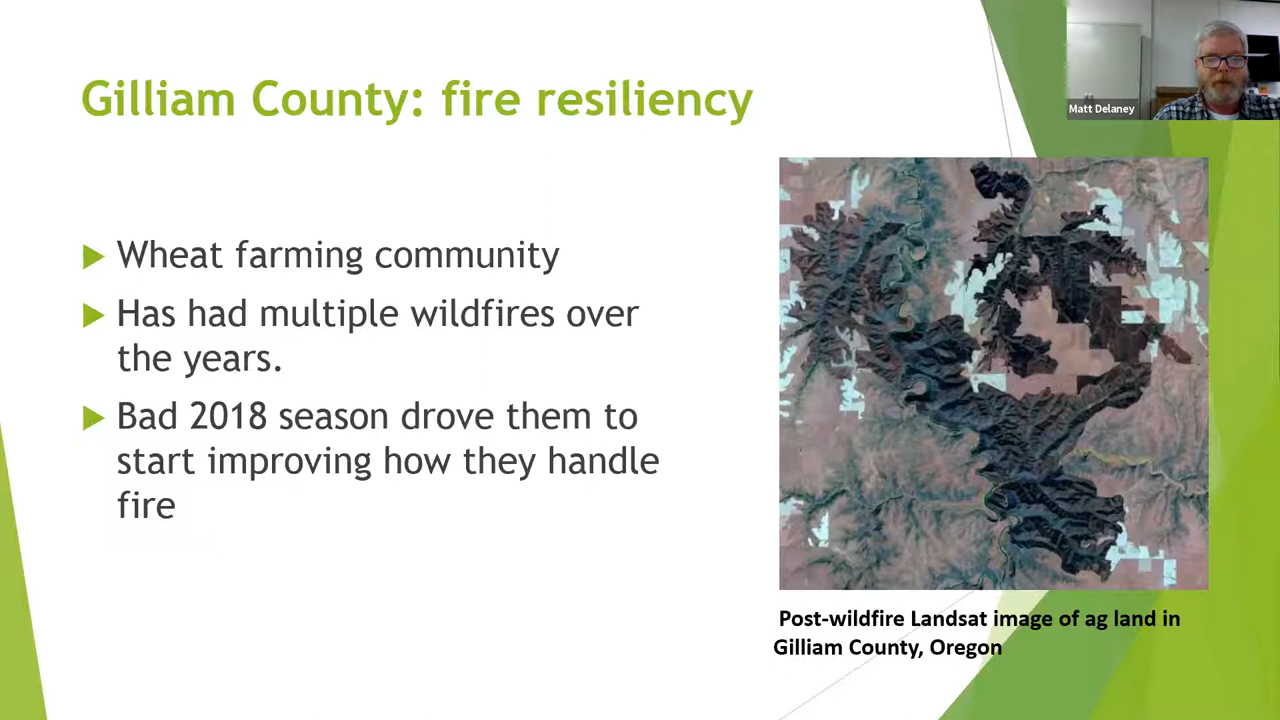 Gilliam County: fire resiliency
Matt Delaney
Wheat farming community
Has had multiple wildfires over
the years.
Bad 2018 season drove them to
start improving how they handle
fire
Post-wildfire Landsat image of ag land in
Gilliam County, Oregon